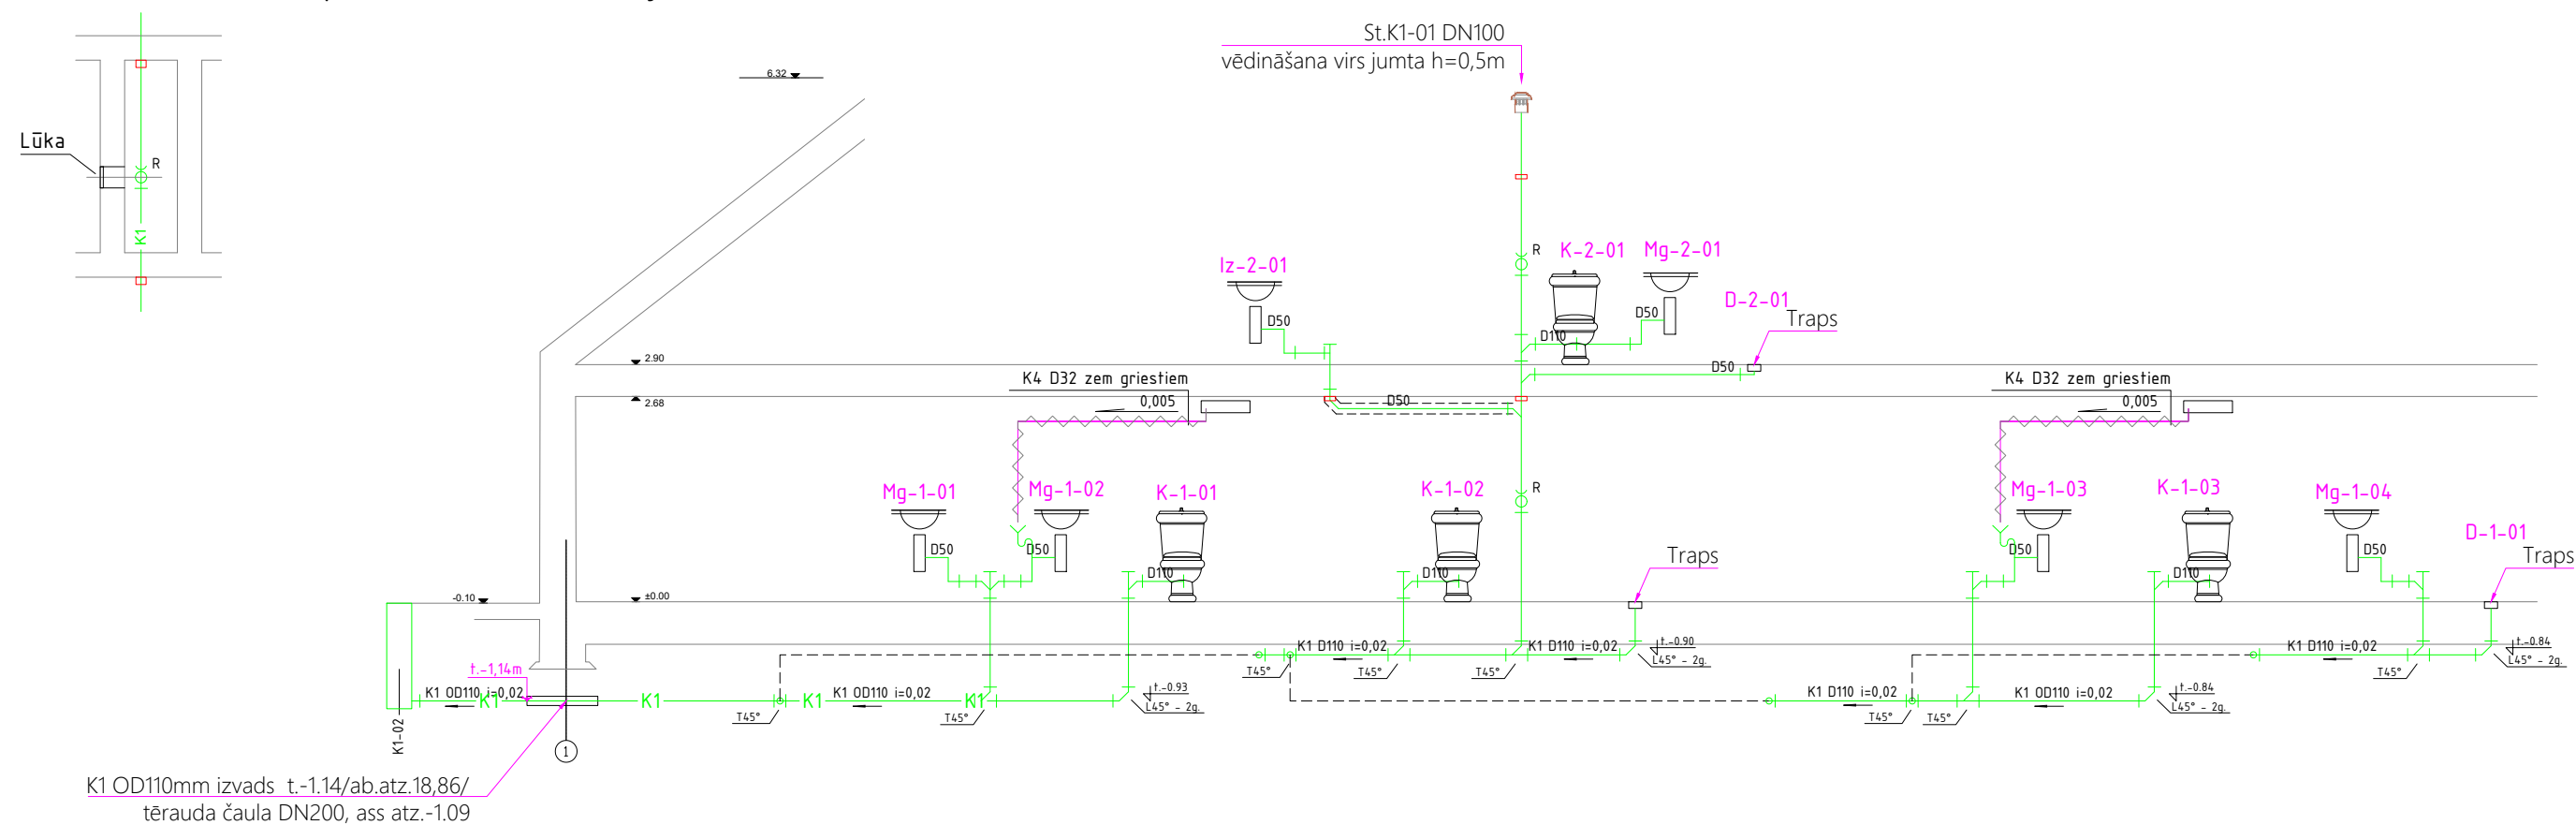 St.K1-01 DN100
vēdināšana virs jumta h=0,5m
6.32
Lūka
R
K1
R
K-2-01
Mg-2-01
Iz-2-01
D-2-01
Traps
D50
D50
D110
2.90
D50
K4 D32 zem griestiem
0,005
2.68
D50
K4 D32 zem griestiem
0,005
Mg-1-01
Mg-1-02
K-1-01
K-1-02
R
Mg-1-03
K-1-03
Mg-1-04
D-1-01
D50
D50
D110
D110
Traps
D50
D110
D50
Traps
-0.10
±0.00
K1 D110 i=0,02
K1 D110 i=0,02
t.-0.90
L45° - 2g.
K1 D110 i=0,02
t.-0.84
L45° - 2g.
T45°
T45°
T45°
T45°
t.-1,14m
K1 OD110 i=0,02
K1
K1
K1
K1 OD110 i=0,02
K1
t.-0.93
L45° - 2g.
K1 D110 i=0,02
K1 OD110 i=0,02
t.-0.84
L45° - 2g.
T45°
T45°
T45°
T45°
K1-02
1
K1 OD110mm izvads t.-1.14/ab.atz.18,86/
tērauda čaula DN200, ass atz.-1.09